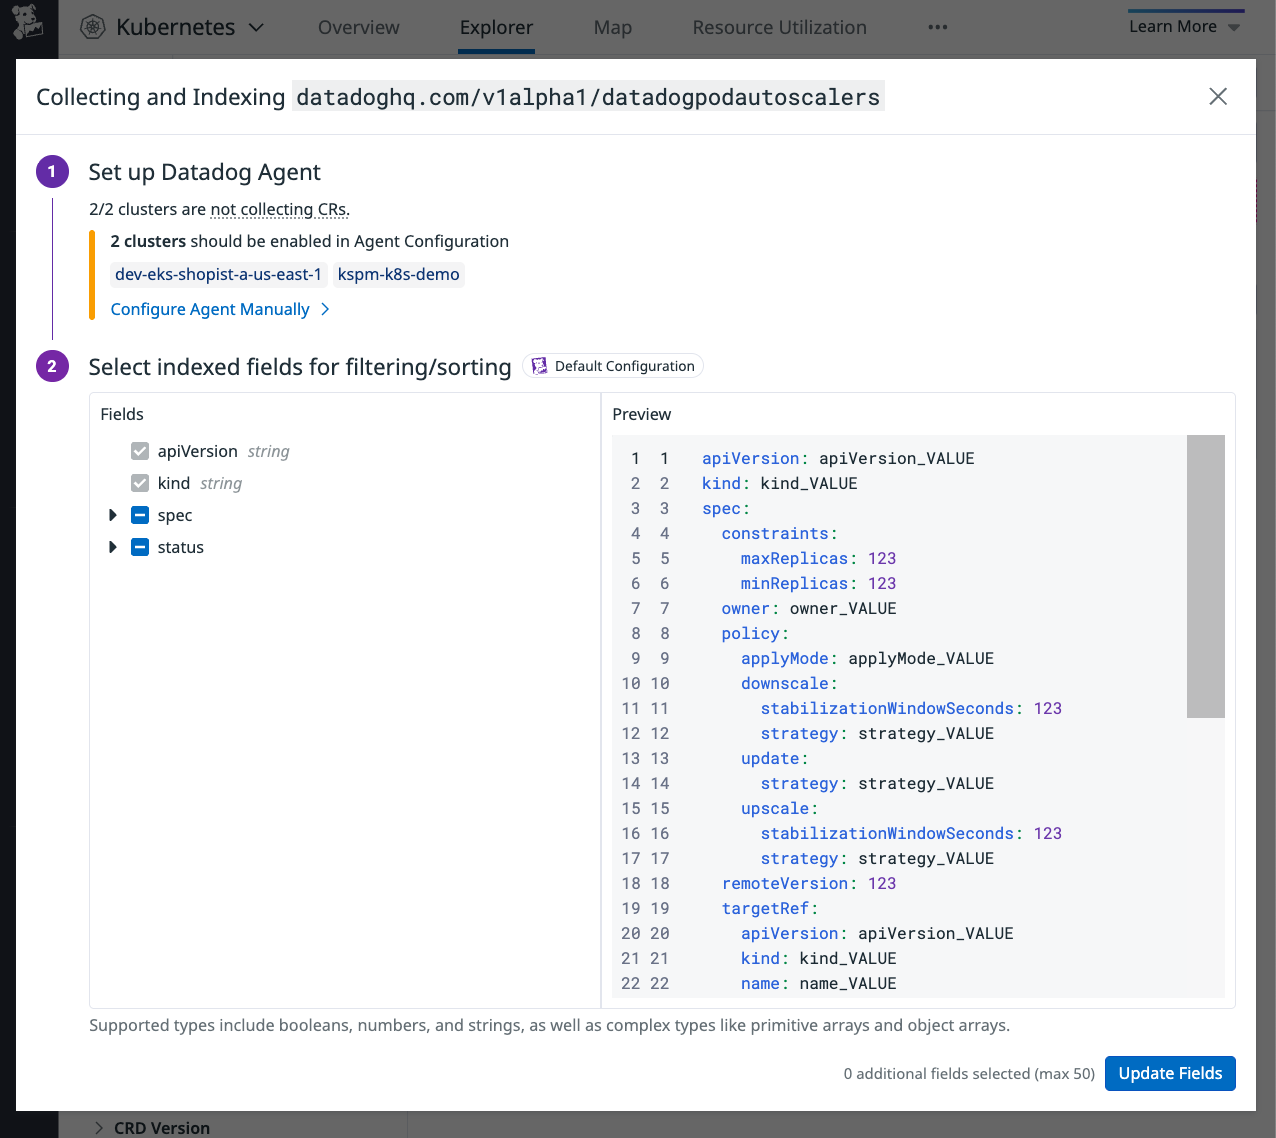 Kubernetes Overview Explorer Map Resource Utilization ••• Learn More
Collecting and Indexing datadoghq.com/v1alpha1/datadogpodautoscalers
1 Set up Datadog Agent
2/2 clusters are not collecting CRs.
2 clusters should be enabled in Agent Configuration
dev-eks-shopist-a-us-east-1 kspm-k8s-demo
Configure Agent Manually
2 Select indexed fields for filtering/sorting Default Configuration
Fields
apiVersion string
kind string
spec
status
Preview
1 1 apiVersion: apiVersion_VALUE
2 2 kind: kind_VALUE
3 3 spec:
4 4 constraints:
5 5 maxReplicas: 123
6 6 minReplicas: 123
7 7 owner: owner_VALUE
8 8 policy:
9 9 applyMode: applyMode_VALUE
10 10 downscale:
11 11 stabilizationWindowSeconds: 123
12 12 strategy: strategy_VALUE
13 13 update:
14 14 strategy: strategy_VALUE
15 15 upscale:
16 16 stabilizationWindowSeconds: 123
17 17 strategy: strategy_VALUE
18 18 remoteVersion: 123
19 19 targetRef:
20 20 apiVersion: apiVersion_VALUE
21 21 kind: kind_VALUE
22 22 name: name_VALUE
Supported types include booleans, numbers, and strings, as well as complex types like primitive arrays and object arrays.
0 additional fields selected (max 50) Update Fields
CRD Version